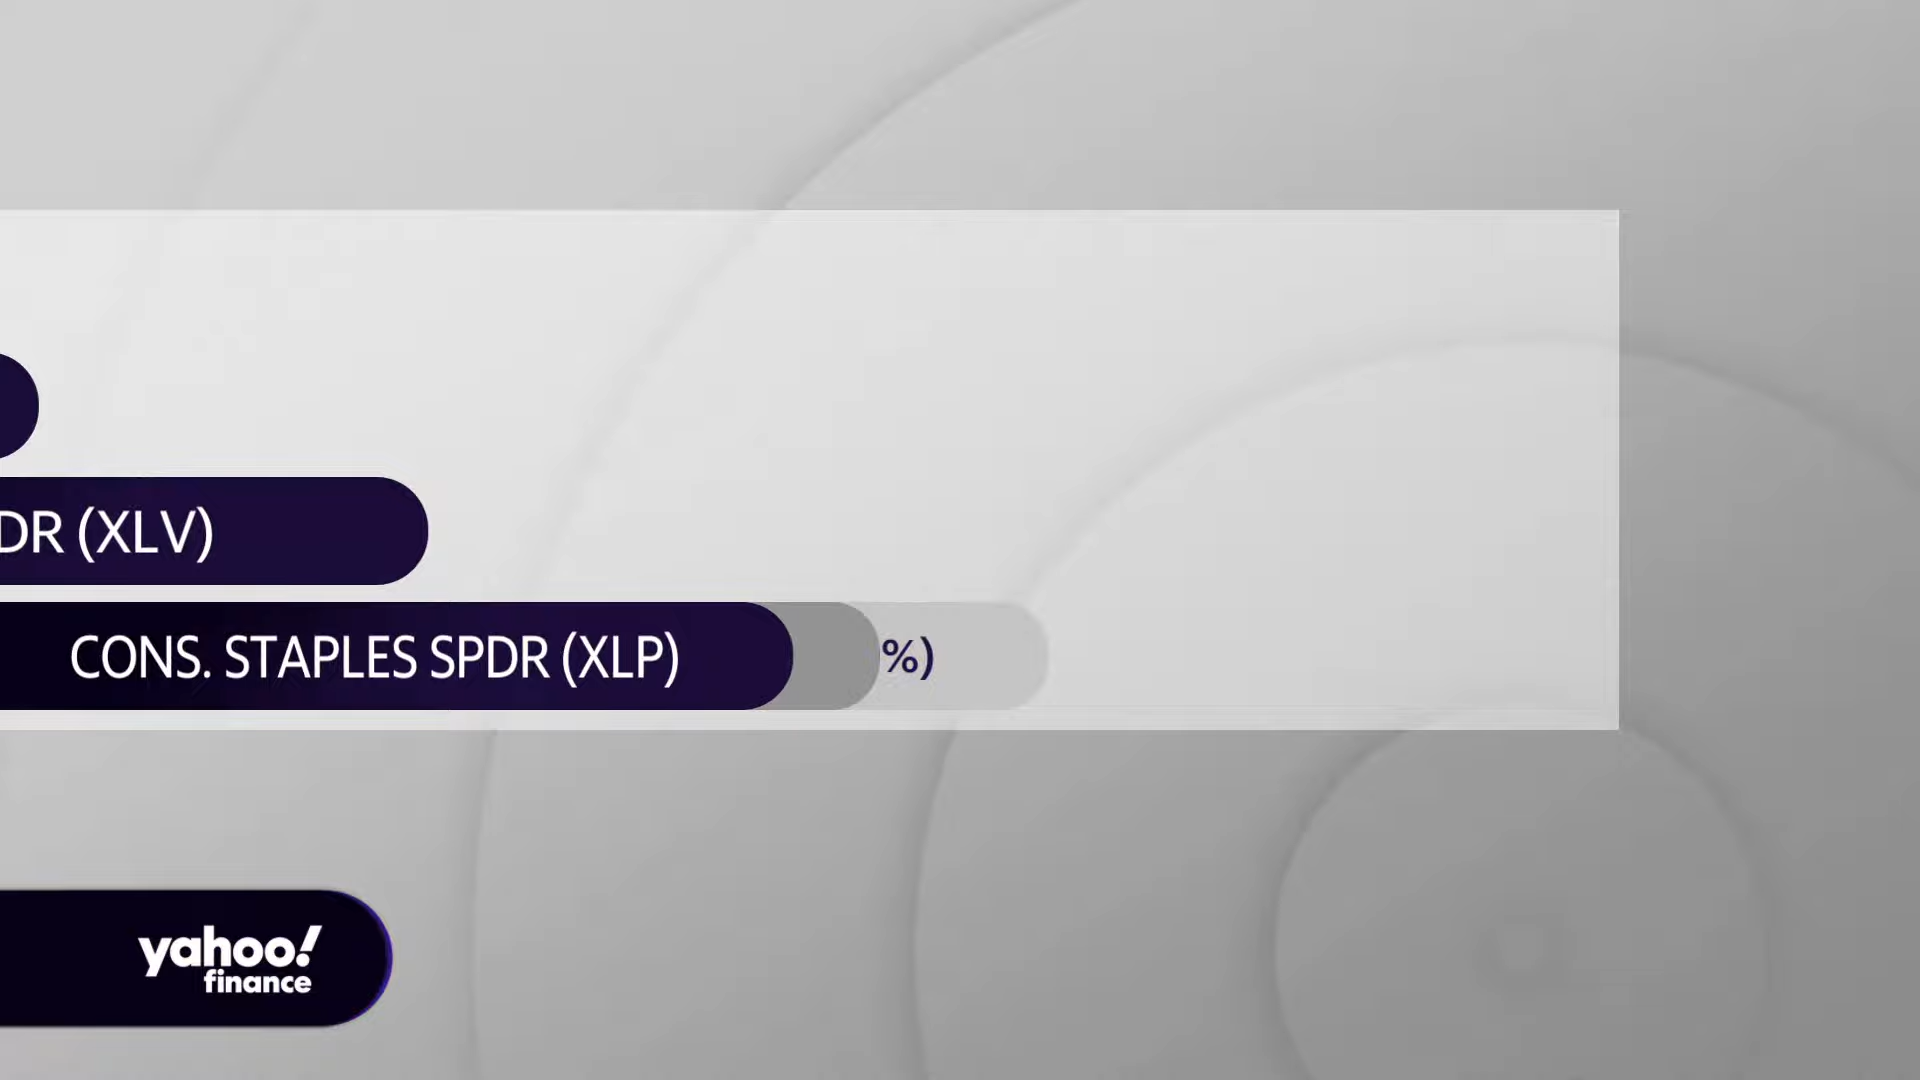 DR (XLV)
CONS. STAPLES SPDR (XLP) %)
yahoo!
finance